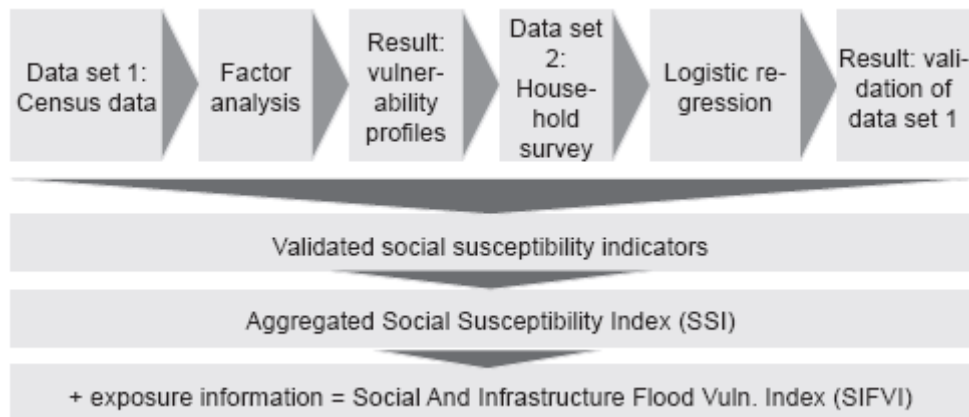 Data set 1:
Census data
Factor
analysis
Result:
vulner-
ability
profiles
Data set
2:
House-
hold
survey
Logistic re-
gression
Result: vali-
dation of
data set 1
Validated social susceptibility indicators
Aggregated Social Susceptibility Index (SSI)
+ exposure information = Social And Infrastructure Flood Vuln. Index (SIFVI)